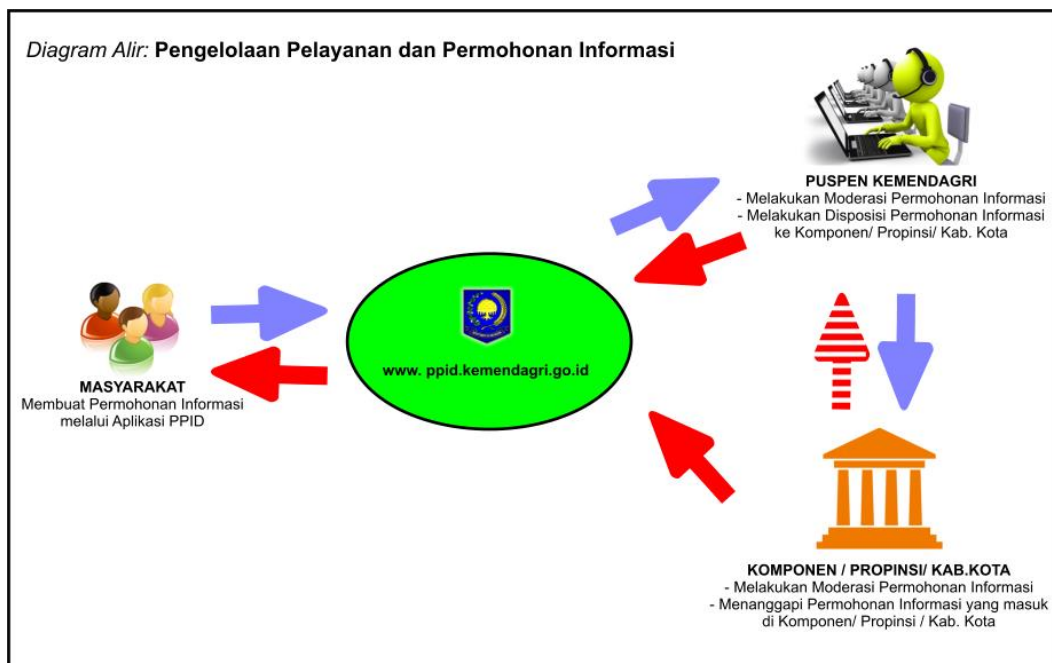 Diagram Alir: Pengelolaan Pelayanan dan Permohonan Informasi
PUSPEN KEMENDAGRI
- Melakukan Moderasi Permohonan Informasi
- Melakukan Disposisi Permohonan Informasi
ke Komponen/ Propinsi/ Kab. Kota
www. ppid.kemendagri.go.id
MASYARAKAT
Membuat Permohonan Informasi
melalui Aplikasi PPID
KOMPONEN / PROPINSI/ KAB.KOTA
- Melakukan Moderasi Permohonan Informasi
- Menanggapi Permohonan Informasi yang masuk
di Komponen/ Propinsi / Kab. Kota